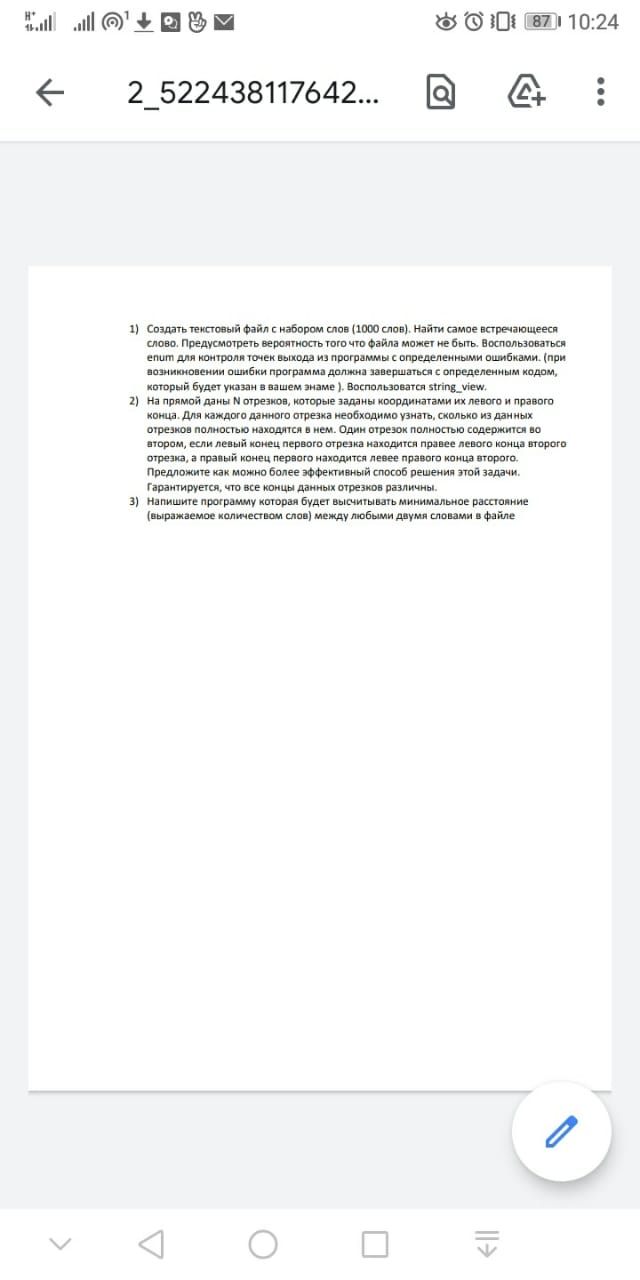 H+ 1 87 10:24
2_522438117642...
1) Создать текстовый файл с набором слов (1000 слов). Найти самое встречающееся
слово. Предусмотреть вероятность того что файла может не быть. Воспользоваться
enum для контроля точек выхода из программы с определенными ошибками. (при
возникновении ошибки программа должна завершаться с определенным кодом,
который будет указан в вашем энаме ). Воспользоватся string_view.
2) На прямой даны N отрезков, которые заданы координатами их левого и правого
конца. Для каждого данного отрезка необходимо узнать, сколько из данных
отрезков полностью находятся в нем. Один отрезок полностью содержится во
втором, если левый конец первого отрезка находится правее левого конца второго
отрезка, а правый конец первого находится левее правого конца второго.
Предложите как можно более эффективный способ решения этой задачи.
Гарантируется, что все концы данных отрезков различны.
3) Напишите программу которая будет высчитывать минимальное расстояние
(выражаемое количеством слов) между любыми двумя словами в файле